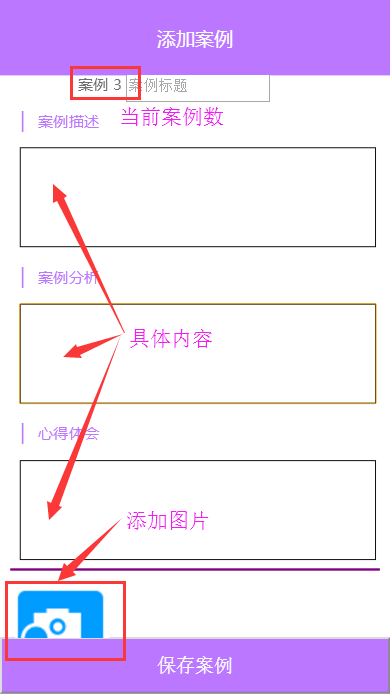 添加案例
案例 3 案例标题
案例描述
当前案例数
案例分析
具体内容
心得体会
添加图片
保存案例